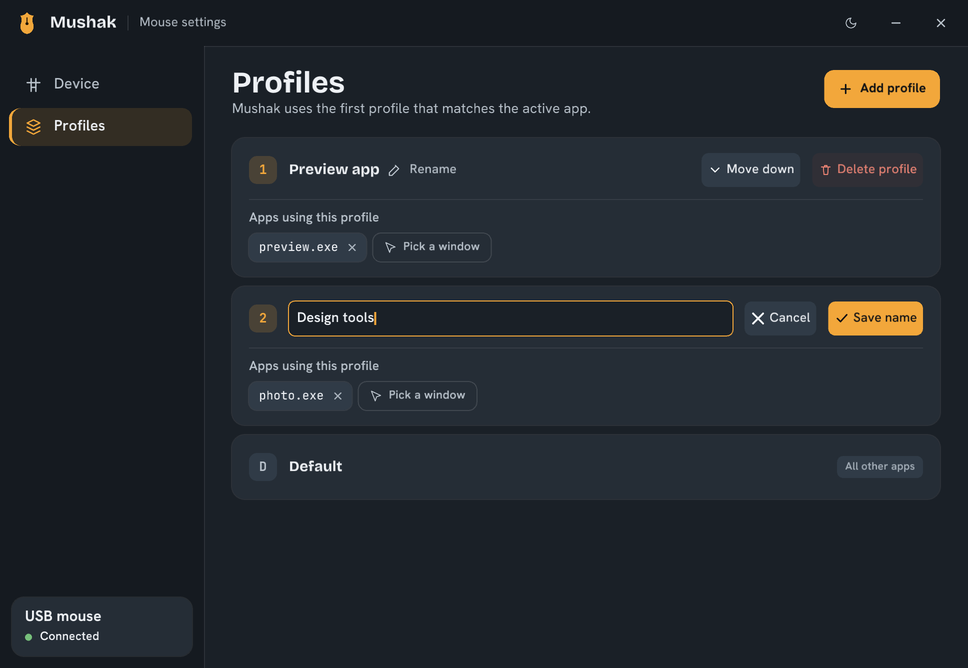 Mushak
Mouse settings
Device
Profiles
Profiles
Mushak uses the first profile that matches the active app.
Add profile
1
Preview app
Rename
Move down
Delete profile
Apps using this profile
preview.exe
Pick a window
2
Design tools
Cancel
Save name
Apps using this profile
photo.exe
Pick a window
D
Default
All other apps
USB mouse
Connected